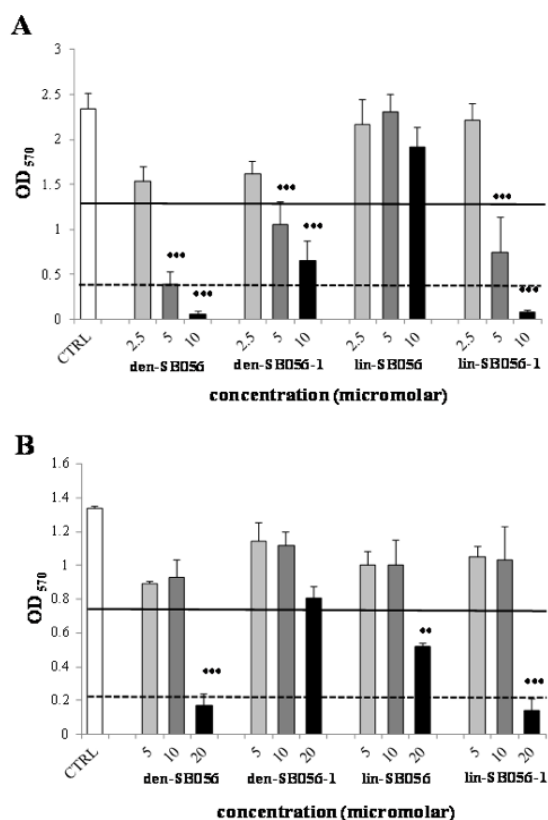 A
OD 570
2.5
2
1.5
1
0.5
0
CTRL
2.5 5 10 2.5 5 10 2.5 5 10 2.5 5 10
den-SB056 den-SB056-1 lin-SB056 lin-SB056-1
concentration (micromolar)
B
OD 570
1.6
1.4
1.2
1
0.8
0.6
0.4
0.2
0
CTRL
5 10 20 5 10 20 5 10 20 5 10 20
den-SB056 den-SB056-1 lin-SB056 lin-SB056-1
concentration (micromolar)